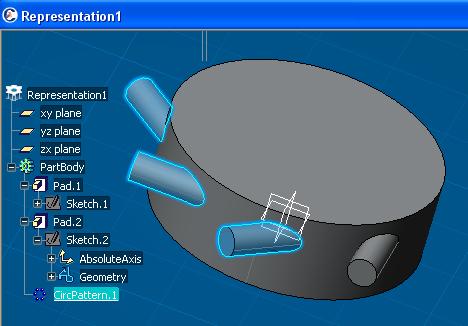 Representation1
Representation1
xy plane
yz plane
zx plane
PartBody
Pad.1
Sketch.1
Pad.2
Sketch.2
AbsoluteAxis
Geometry
CircPattern.1